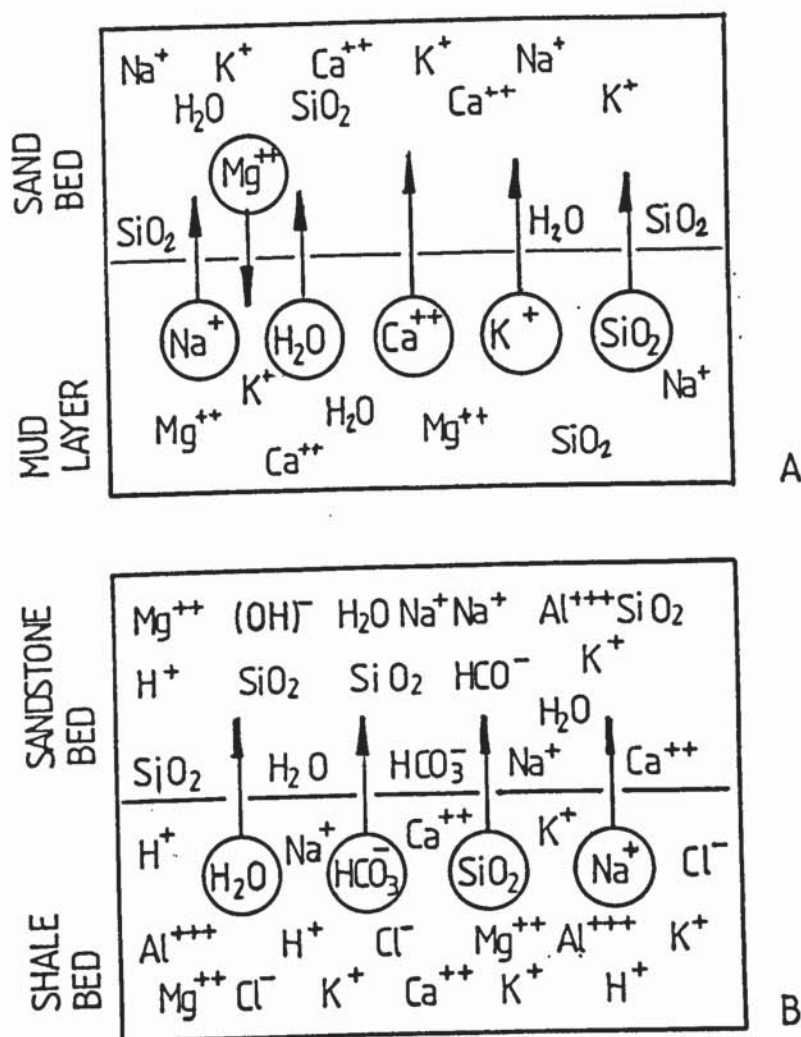 SAND
BED
Na⁺ K⁺ Ca⁺⁺ K⁺ Na⁺
H₂O SiO₂ Ca⁺⁺ K⁺
Mg⁺⁺
SiO₂ H₂O SiO₂
MUD
LAYER
Na⁺ H₂O Ca⁺⁺ K⁺ SiO₂
K⁺ Na⁺
Mg⁺⁺ H₂O Mg⁺⁺
Ca⁺⁺ SiO₂
A
SANDSTONE
BED
Mg⁺⁺ (OH)⁻ H₂O Na⁺ Na⁺ Al⁺⁺⁺ SiO₂
H⁺ SiO₂ SiO₂ HCO⁻ K⁺
H₂O
SiO₂ H₂O HCO₃⁻ Na⁺ Ca⁺⁺
SHALE
BED
H⁺ Na⁺ Ca⁺⁺ K⁺
H₂O HCO₃⁻ SiO₂ Na⁺ Cl⁻
Al⁺⁺⁺ H⁺ Cl⁻ Mg⁺⁺ Al⁺⁺⁺ K⁺
Mg⁺⁺ Cl⁻ K⁺ Ca⁺⁺ K⁺ H⁺
B